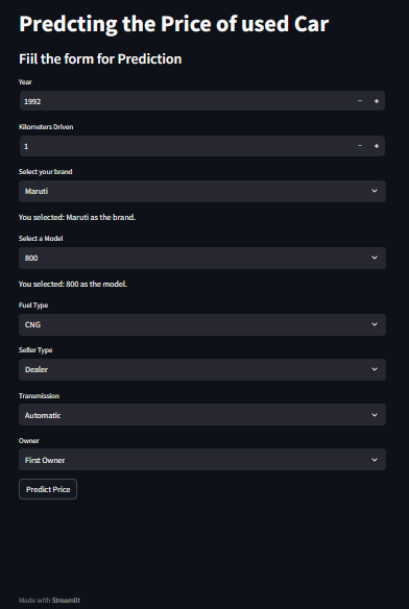 Predcting the Price of used Car
Fiil the form for Prediction
Year
1992
Kilometers Driven
1
Select your brand
Maruti
You selected: Maruti as the brand.
Select a Model
800
You selected: 800 as the model.
Fuel Type
CNG
Seller Type
Dealer
Transmission
Automatic
Owner
First Owner
Predict Price
Made with Streamlit